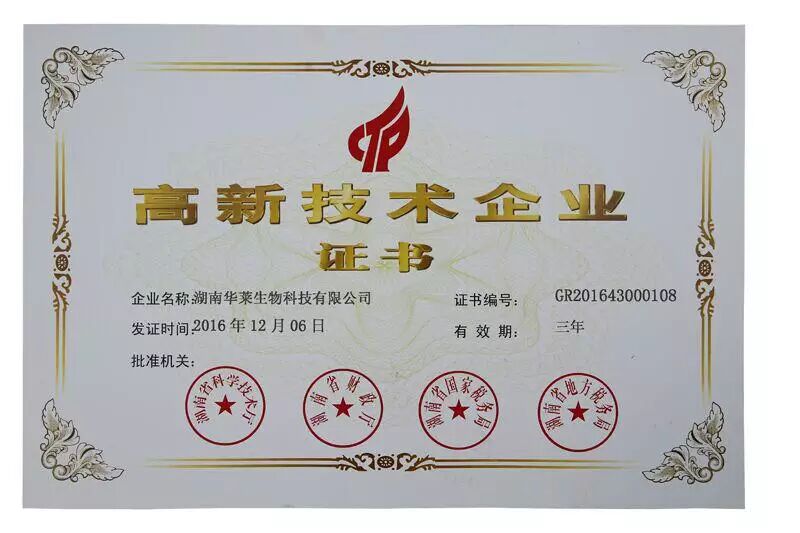 CTP
高新技术企业
证书
企业名称:湖南华莱生物科技有限公司
证书编号: GR201643000108
发证时间:2016年12月06日
有效期: 三年
批准机关:
湖南省科学技术厅
湖南省财政厅
湖南省国家税务局
湖南省地方税务局